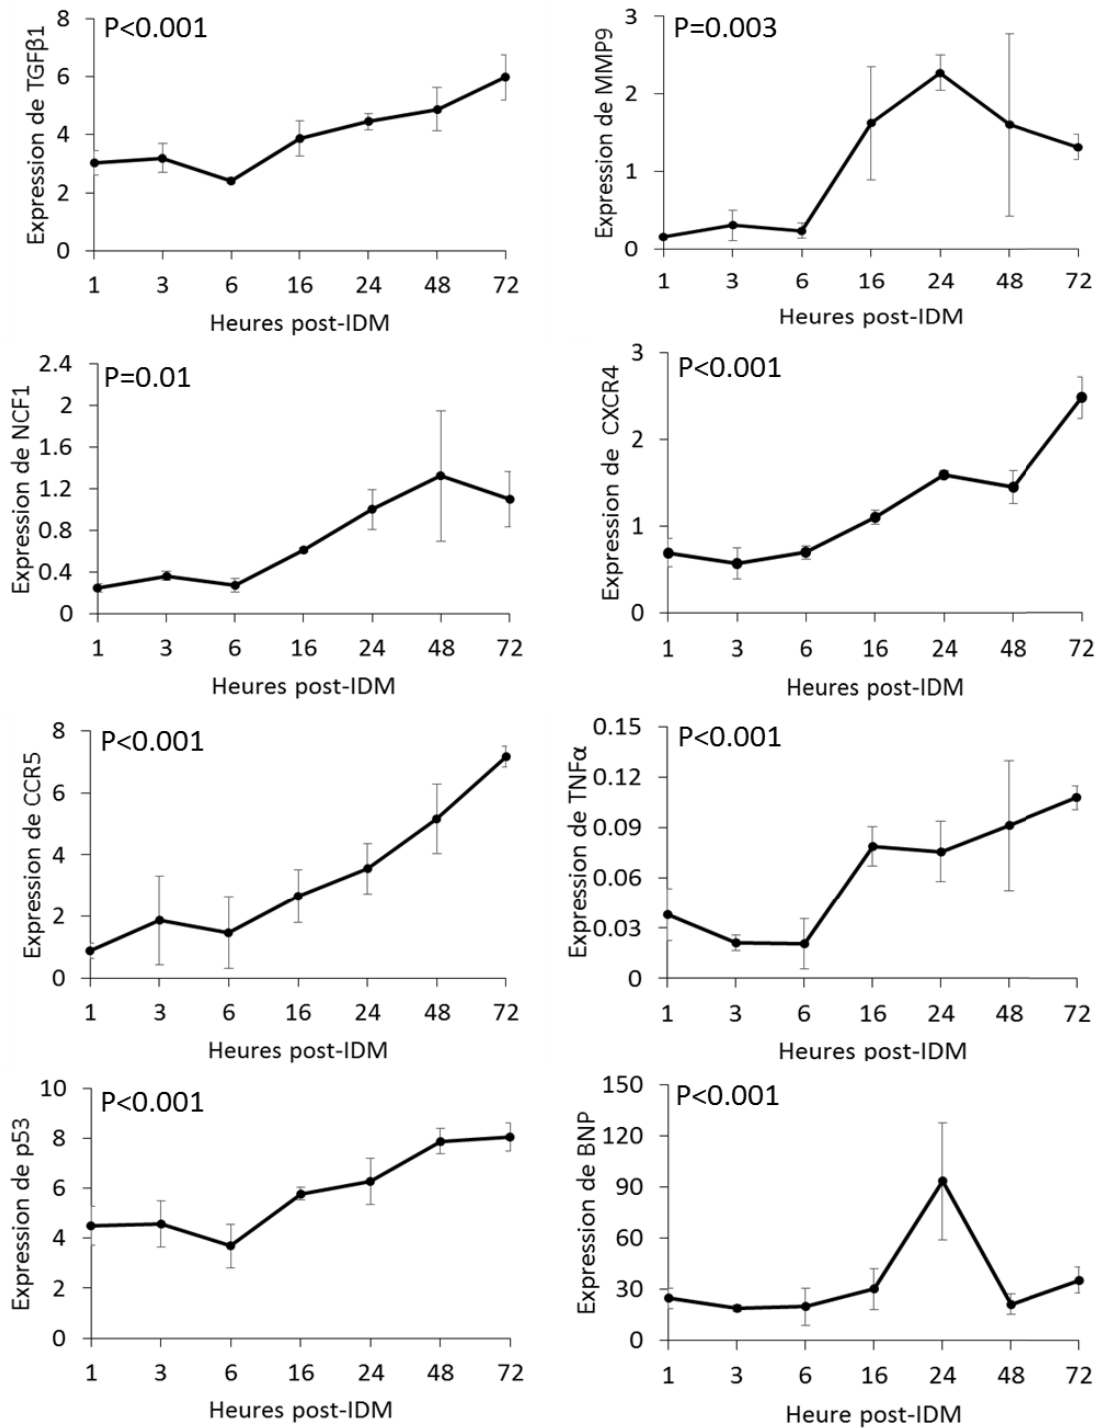 P<0.001
Expression de TGFβ1
8
6
4
2
0
1 3 6 16 24 48 72
Heures post-IDM
P=0.003
Expression de MMP9
3
2
1
0
1 3 6 16 24 48 72
Heures post-IDM
P=0.01
Expression de NCF1
2.4
2
1.6
1.2
0.8
0.4
0
1 3 6 16 24 48 72
Heures post-IDM
P<0.001
Expression de CXCR4
3
2
1
0
1 3 6 16 24 48 72
Heures post-IDM
P<0.001
Expression de CCR5
8
6
4
2
0
1 3 6 16 24 48 72
Heures post-IDM
P<0.001
Expression de TNFα
0.15
0.12
0.09
0.06
0.03
0
1 3 6 16 24 48 72
Heures post-IDM
P<0.001
Expression de p53
10
8
6
4
2
0
1 3 6 16 24 48 72
Heures post-IDM
P<0.001
Expression de BNP
150
120
90
60
30
0
1 3 6 16 24 48 72
Heure post-IDM